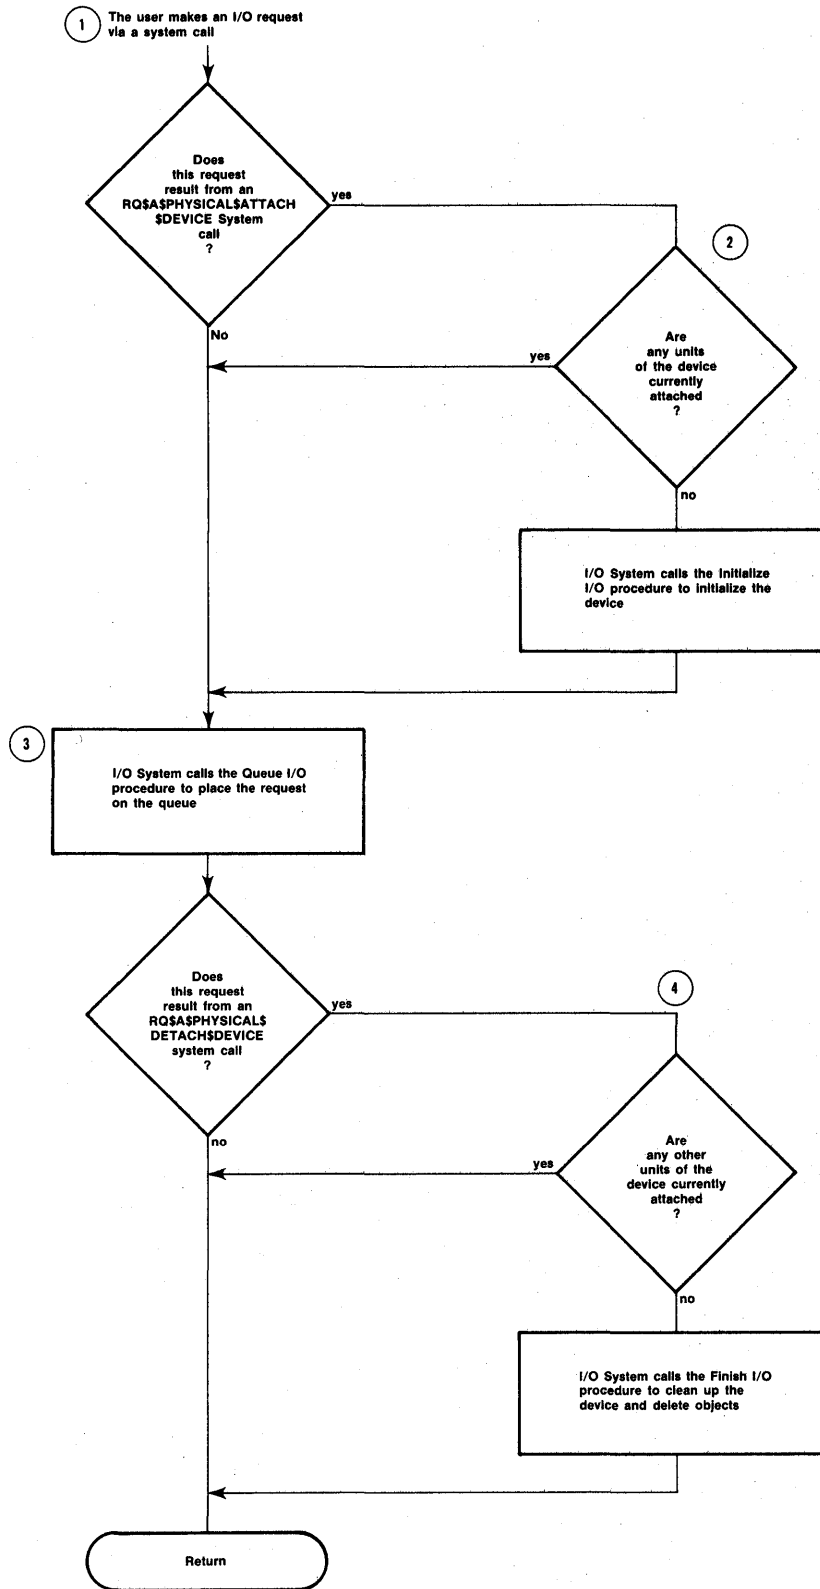 1
The user makes an I/O request
via a system call
Does
this request
result from an
RQ$A$PHYSICAL$ATTACH
$DEVICE System
call
?
yes
2
No
Are
any units
of the device
currently
attached
?
yes
no
I/O System calls the Initialize
I/O procedure to initialize the
device
3
I/O System calls the Queue I/O
procedure to place the request
on the queue
Does
this request
result from an
RQ$A$PHYSICAL$
DETACH$DEVICE
system call
?
yes
4
no
Are
any other
units of the
device currently
attached
?
yes
no
I/O System calls the Finish I/O
procedure to clean up the
device and delete objects
Return